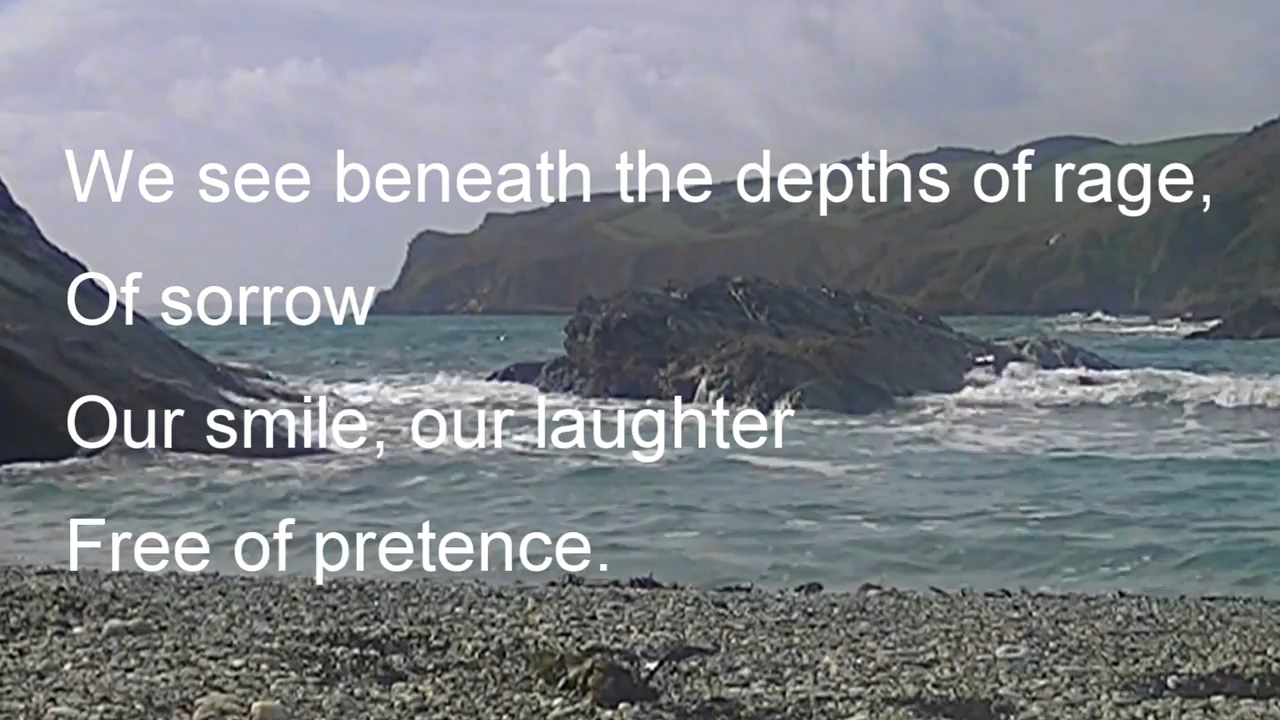 We see beneath the depths of rage,
Of sorrow
Our smile, our laughter
Free of pretence.